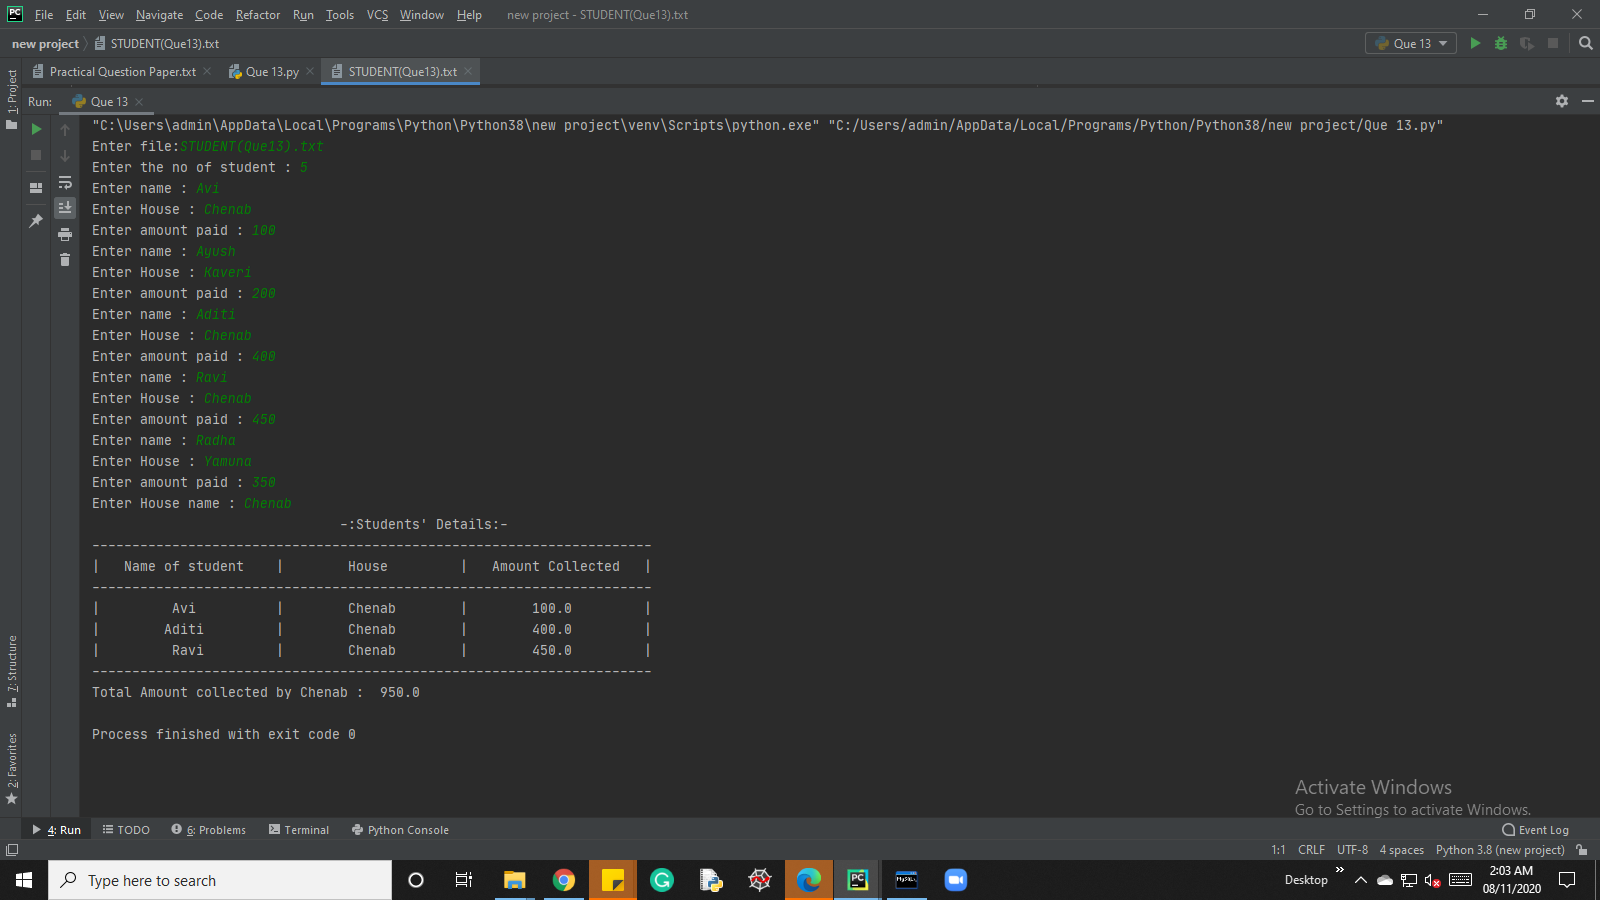 PC File Edit View Navigate Code Refactor Run Tools VCS Window Help new project - STUDENT(Que13).txt
new project STUDENT(Que13).txt Que 13
Practical Question Paper.txt Que 13.py STUDENT(Que13).txt
1: Project
Run: Que 13
"C:\Users\admin\AppData\Local\Programs\Python\Python38\new project\venv\Scripts\python.exe" "C:/Users/admin/AppData/Local/Programs/Python/Python38/new project/Que 13.py"
Enter file:STUDENT(Que13).txt
Enter the no of student : 5
Enter name : Avi
Enter House : Chenab
Enter amount paid : 100
Enter name : Ayush
Enter House : Kaveri
Enter amount paid : 200
Enter name : Aditi
Enter House : Chenab
Enter amount paid : 400
Enter name : Ravi
Enter House : Chenab
Enter amount paid : 450
Enter name : Radha
Enter House : Yamuna
Enter amount paid : 350
Enter House name : Chenab
-:Students' Details:-
----------------------------------------------------------------------
| Name of student | House | Amount Collected |
----------------------------------------------------------------------
| Avi | Chenab | 100.0 |
| Aditi | Chenab | 400.0 |
| Ravi | Chenab | 450.0 |
----------------------------------------------------------------------
Total Amount collected by Chenab :  950.0
Process finished with exit code 0
7: Structure
2: Favorites
Activate Windows
Go to Settings to activate Windows.
4: Run TODO 6: Problems Terminal Python Console Event Log
1:1 CRLF UTF-8 4 spaces Python 3.8 (new project)
Type here to search PC MySQL Desktop 2:03 AM
08/11/2020